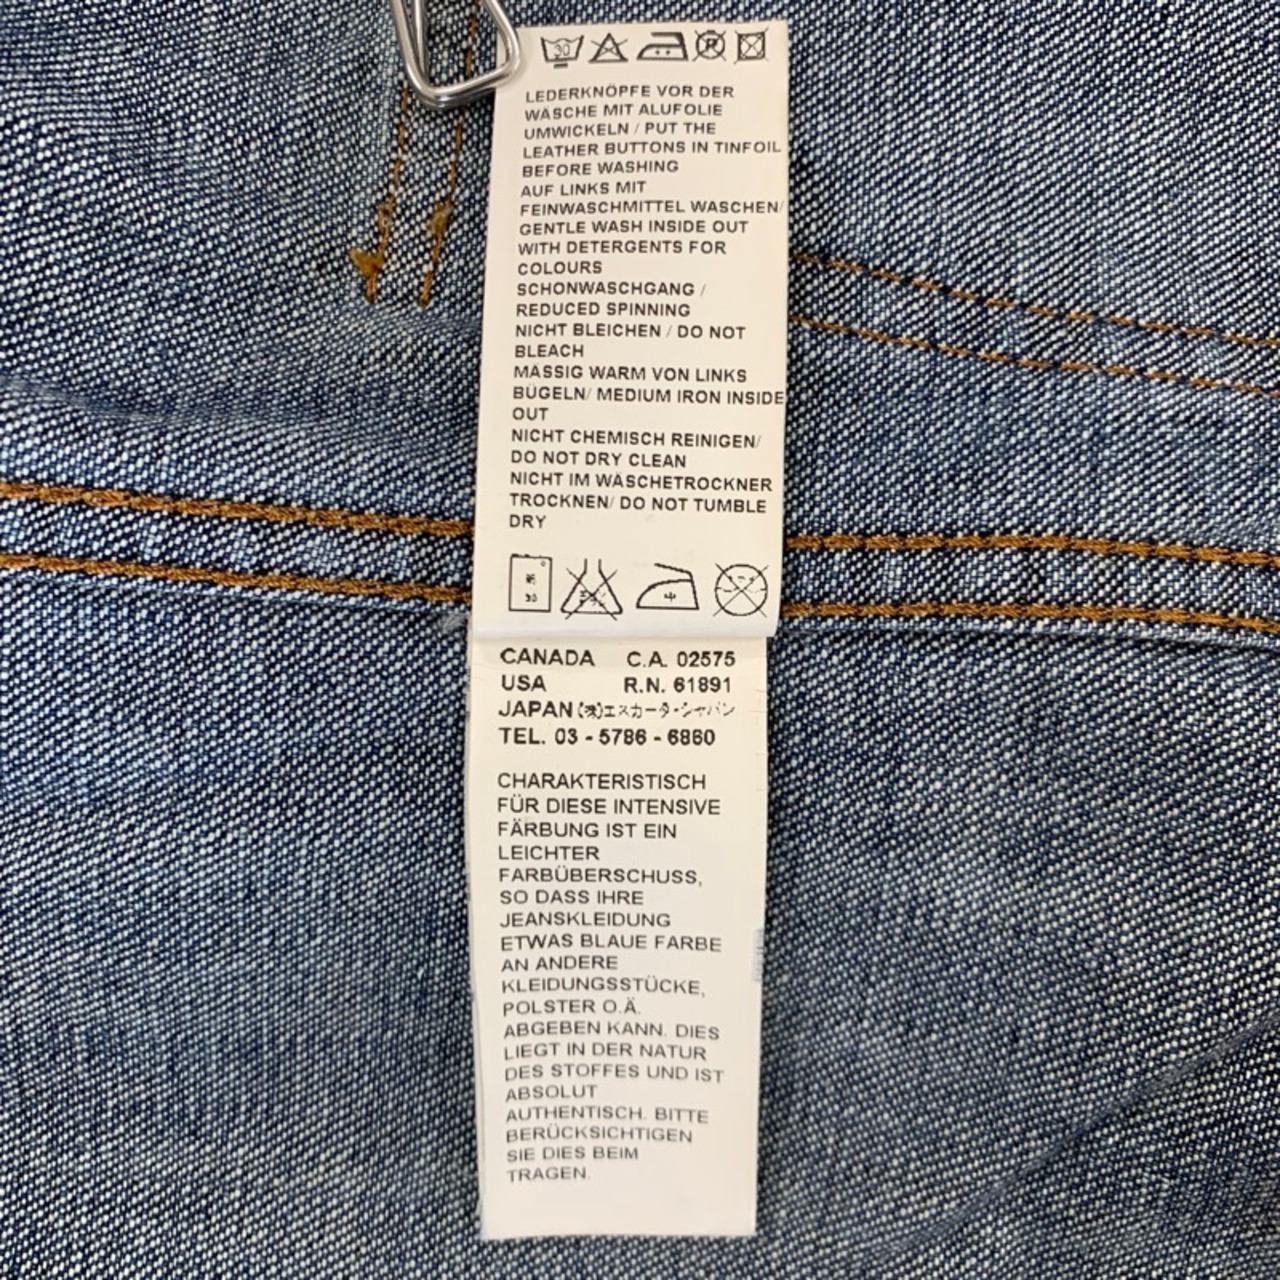 30
P
LEDERKNÖPFE VOR DER
WÄSCHE MIT ALUFOLIE
UMWICKELN / PUT THE
LEATHER BUTTONS IN TINFOIL
BEFORE WASHING
AUF LINKS MIT
FEINWASCHMITTEL WASCHEN/
GENTLE WASH INSIDE OUT
WITH DETERGENTS FOR
COLOURS
SCHONWASCHGANG /
REDUCED SPINNING
NICHT BLEICHEN / DO NOT
BLEACH
MÄSSIG WARM VON LINKS
BÜGELN/ MEDIUM IRON INSIDE
OUT
NICHT CHEMISCH REINIGEN/
DO NOT DRY CLEAN
NICHT IM WÄSCHETROCKNER
TROCKNEN/ DO NOT TUMBLE
DRY
30 中
CANADA C.A. 02575
USA R.N. 61891
JAPAN (株)エスカーダ・ジャパン
TEL. 03 - 5786 - 6860
CHARAKTERISTISCH
FÜR DIESE INTENSIVE
FÄRBUNG IST EIN
LEICHTER
FARBÜBERSCHUSS,
SO DASS IHRE
JEANSKLEIDUNG
ETWAS BLAUE FARBE
AN ANDERE
KLEIDUNGSSTÜCKE,
POLSTER O.Ä.
ABGEBEN KANN. DIES
LIEGT IN DER NATUR
DES STOFFES UND IST
ABSOLUT
AUTHENTISCH. BITTE
BERÜCKSICHTIGEN
SIE DIES BEIM
TRAGEN.